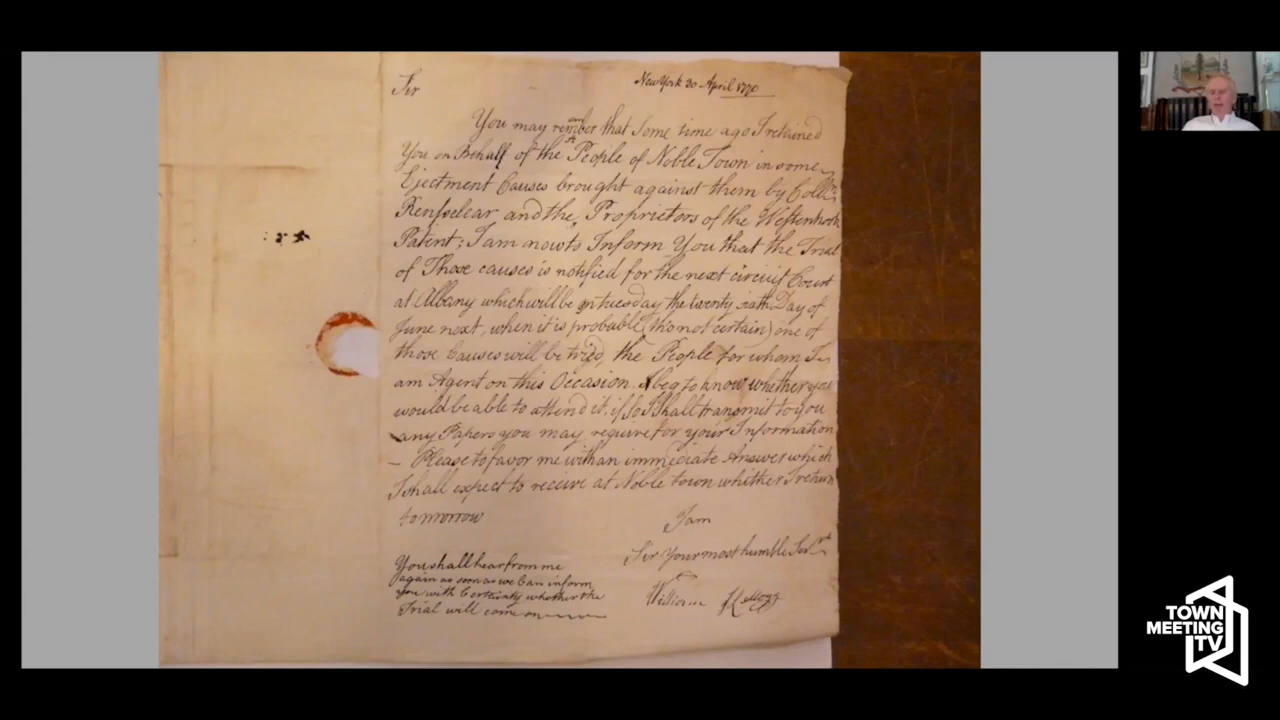 New York 30 April 1770
Sir
You may rember that Some time ago I retained
You on Behalf of the People of Noble Town in some
Ejectment Causes brought against them by Coll:
Renselear and the Proprietors of the Westenhook
Patent; I am now to Inform You that the Trial
of Those causes is notified for the next circuit Court
at Albany which will be on tuesday the twenty sixth Day of
June next, when it is probable (tho not certain) one of
those Causes will be tryd, the People for whom I
am Agent on this Occasion beg to know whether you
would be able to attend it; if So I Shall transmit to you
any Papers you may require for your Information
– Please to favor me with an immediate Answer which
I shall expect to receive at Noble town whither I return
tomorrow
I am
Sir Your most humble Servt
William Kellogg
You shall hear from me
again as soon as we Can inform
you with Certainty whether the
Trial will come on
TOWN
MEETING
TV